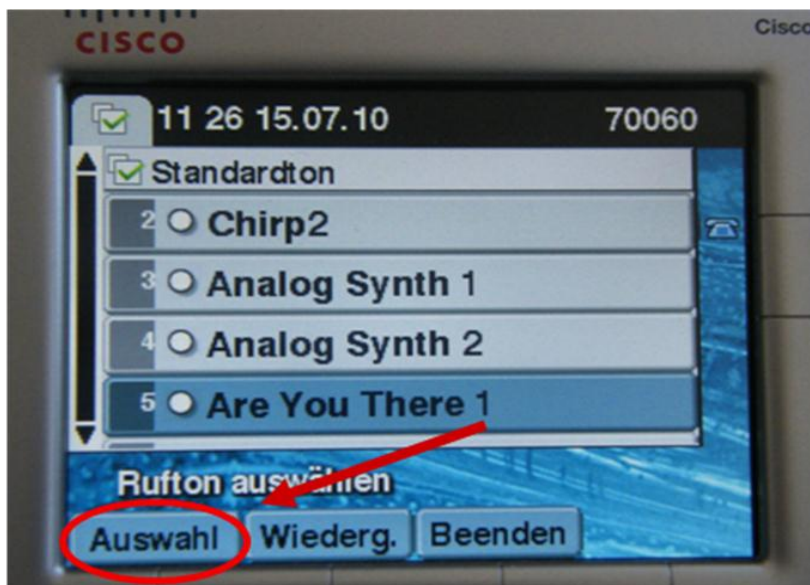 CISCO
Cisco
11 26 15.07.10 70060
Standardton
2 Chirp2
3 Analog Synth 1
4 Analog Synth 2
5 Are You There 1
Rufton auswählen
Auswahl Wiederg. Beenden